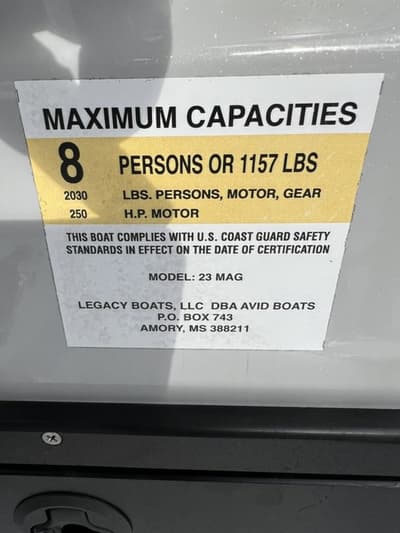 MAXIMUM CAPACITIES
8 PERSONS OR 1157 LBS
2030 LBS. PERSONS, MOTOR, GEAR
250 H.P. MOTOR
THIS BOAT COMPLIES WITH U.S. COAST GUARD SAFETY
STANDARDS IN EFFECT ON THE DATE OF CERTIFICATION
MODEL: 23 MAG
LEGACY BOATS, LLC DBA AVID BOATS
P.O. BOX 743
AMORY, MS 388211